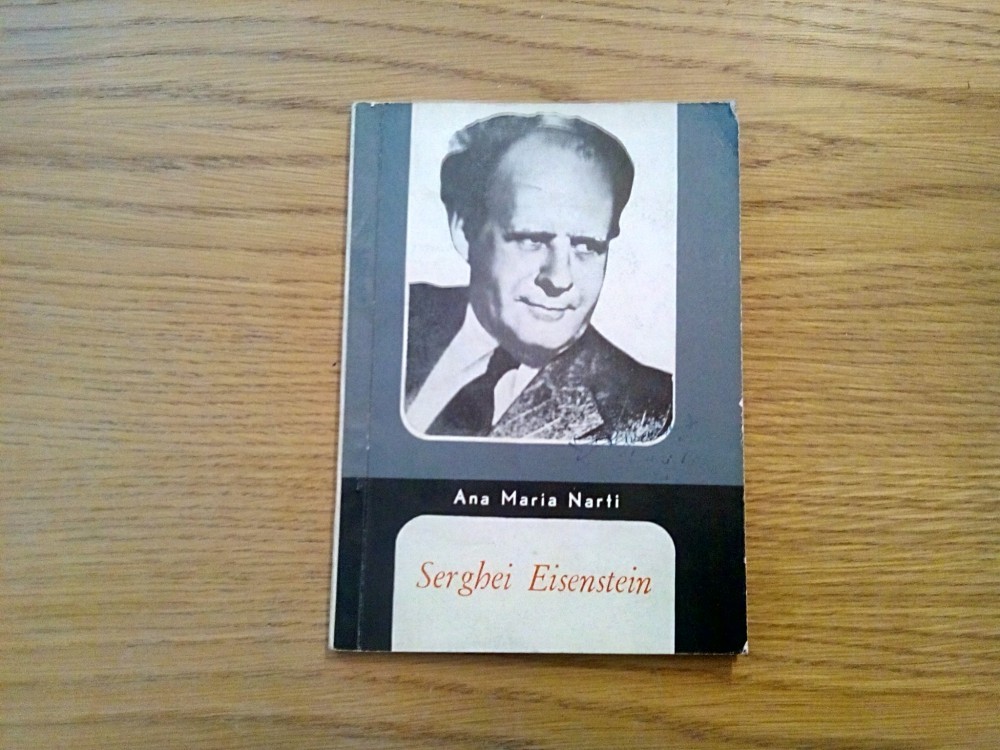 Ana Maria Narti
Serghei Eisenstein